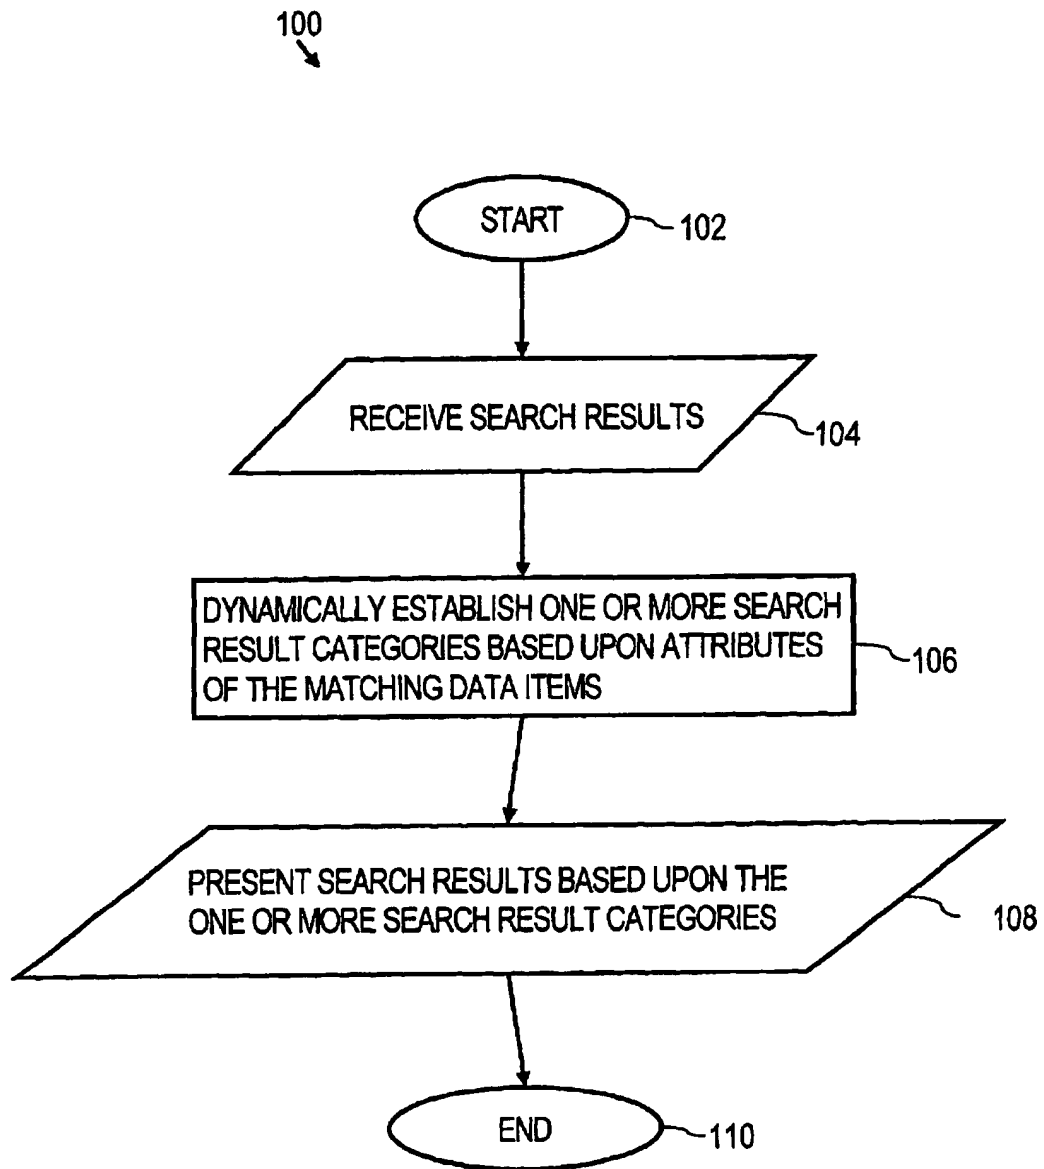 100
START
102
RECEIVE SEARCH RESULTS
104
DYNAMICALLY ESTABLISH ONE OR MORE SEARCH
RESULT CATEGORIES BASED UPON ATTRIBUTES
OF THE MATCHING DATA ITEMS
106
PRESENT SEARCH RESULTS BASED UPON THE
ONE OR MORE SEARCH RESULT CATEGORIES
108
END
110